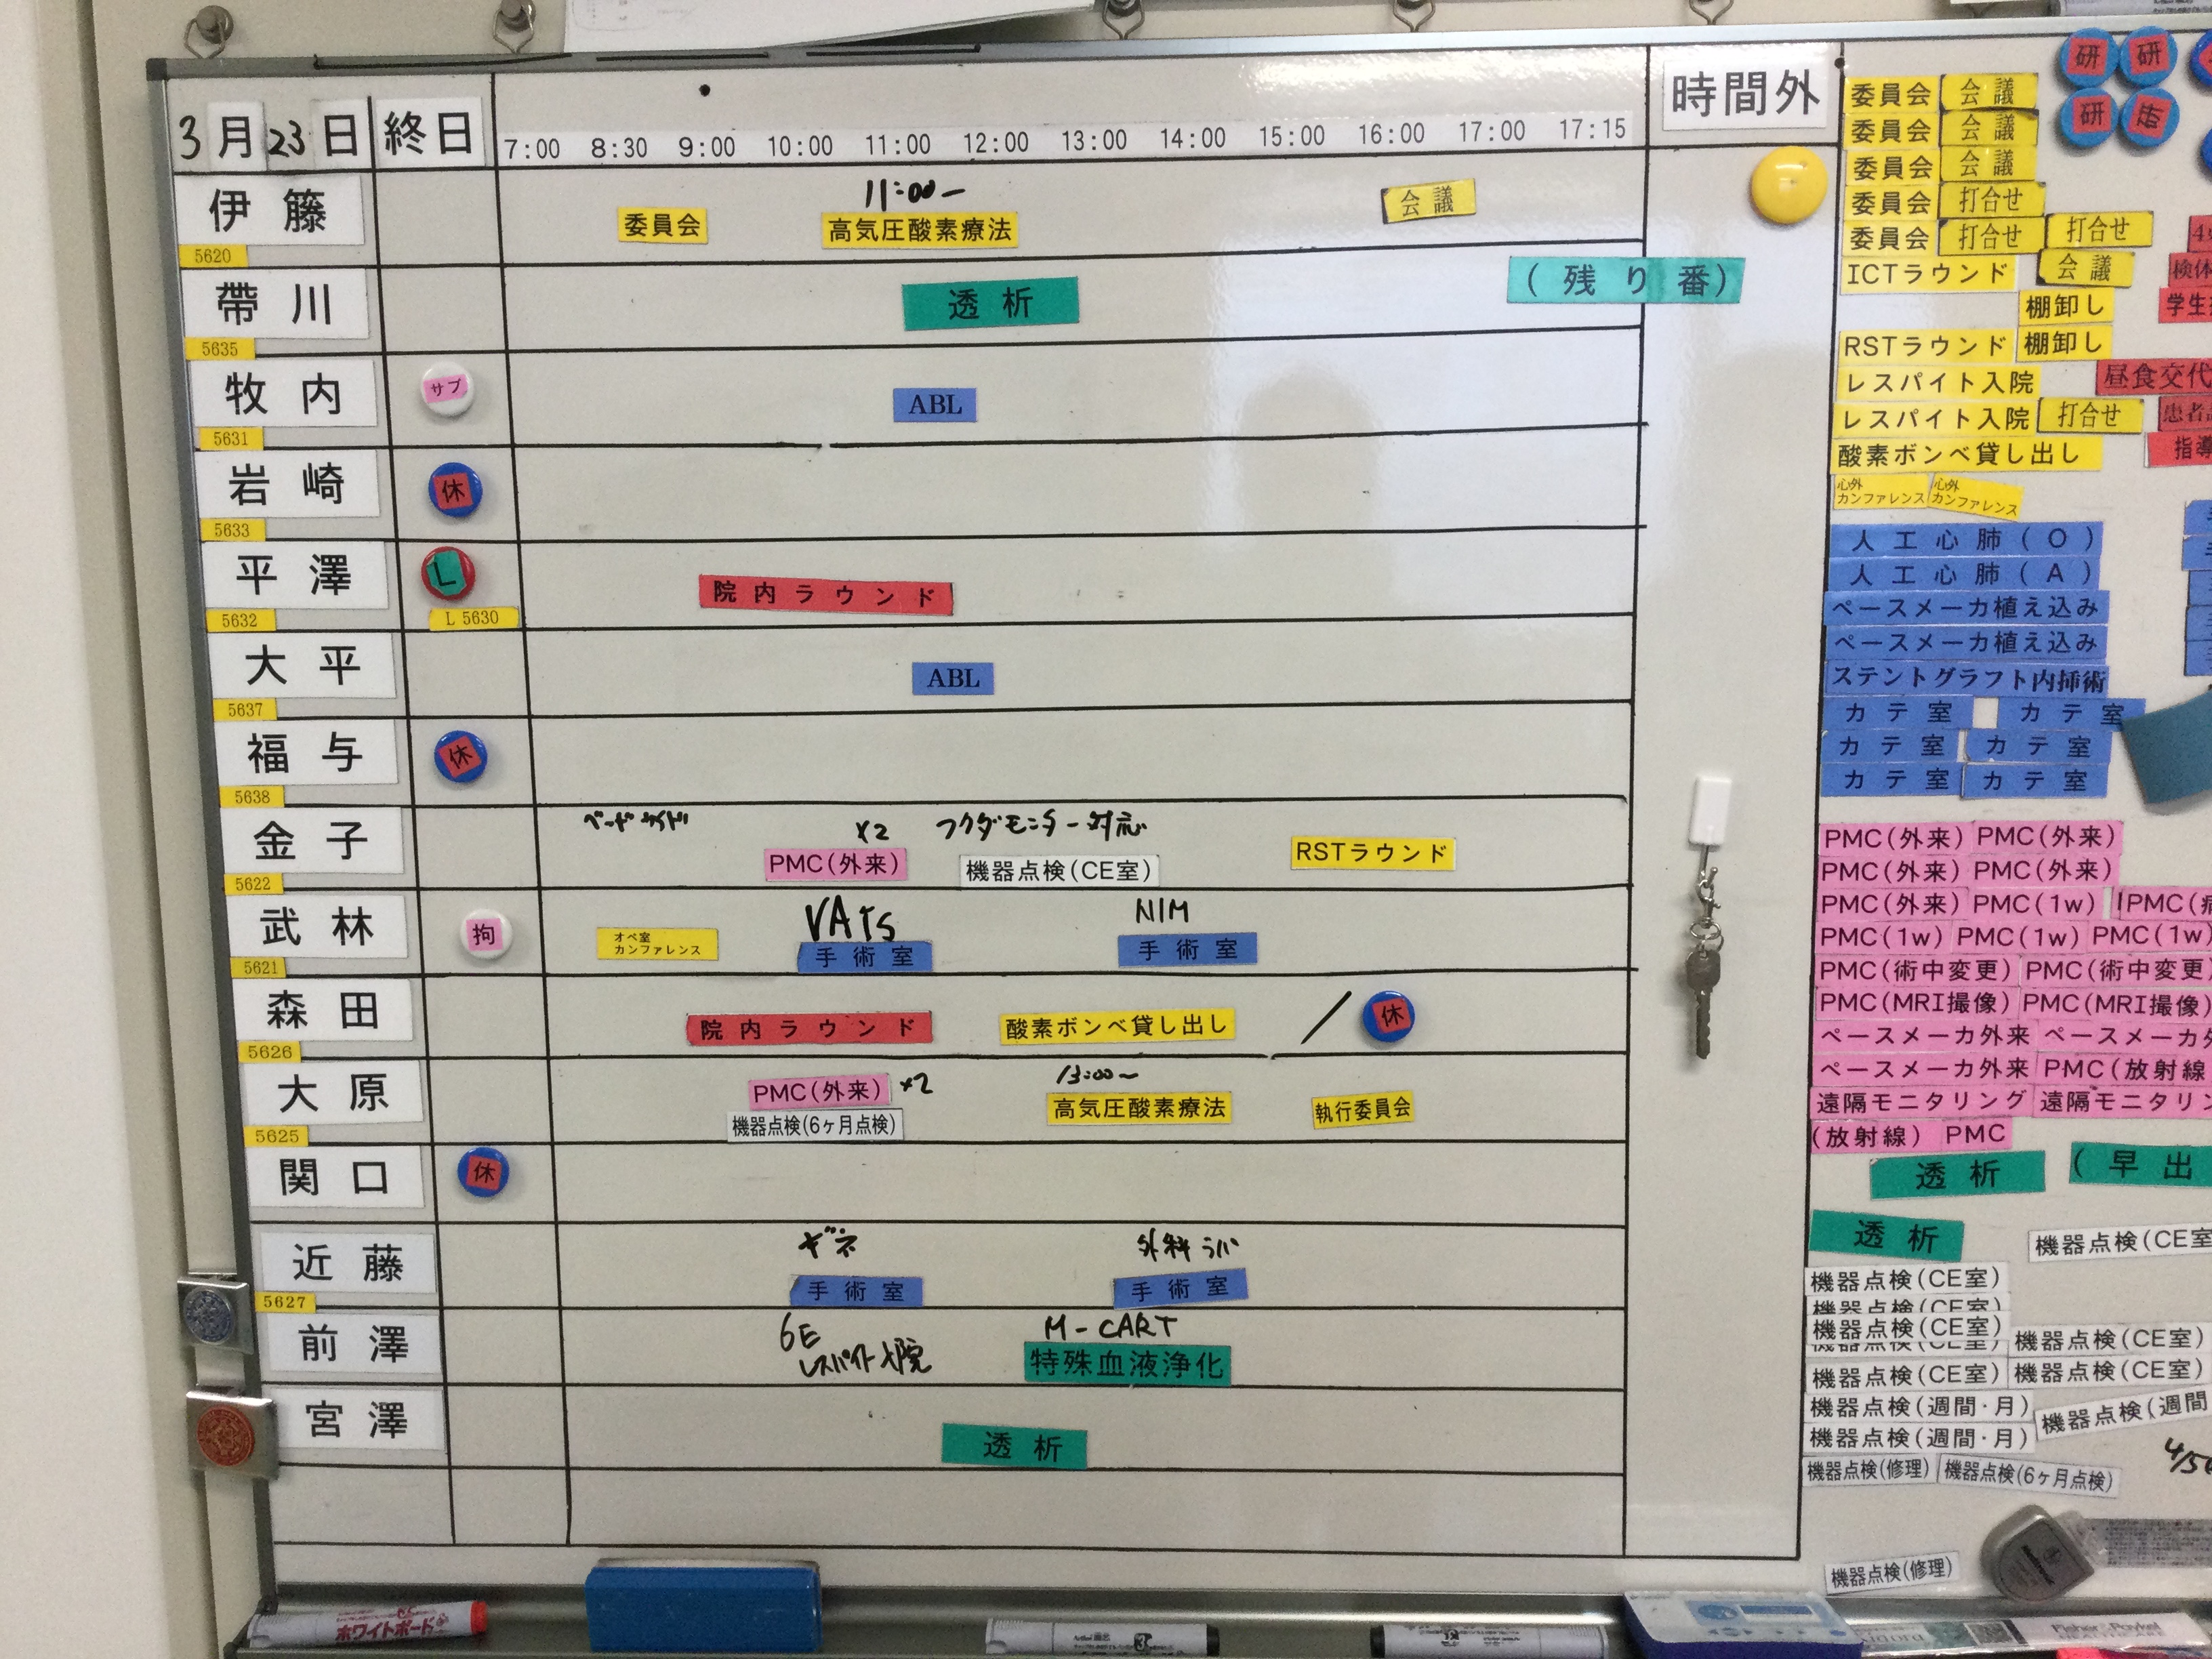 3月23日 終日 7:00 8:30 9:00 10:00 11:00 12:00 13:00 14:00 15:00 16:00 17:00 17:15 時間外
伊籐 5620
11:00-
委員会 高気圧酸素療法 会議
帶川 5635
透析 (残り番)
牧内 5631 サブ
ABL
岩崎 5633 休
平澤 5632 L L 5630
院内ラウンド
大平 5637
ABL
福与 5638 休
金子 5622
ベッドサイド ×2 フクダモニター対応
PMC(外来) 機器点検(CE室) RSTラウンド
武林 5621 拘
VATS NIM
オペ室カンファレンス 手術室 手術室
森田 5626
院内ラウンド 酸素ボンベ貸し出し / 休
大原 5625
PMC(外来) ×2 13:00-
機器点検(6ヶ月点検) 高気圧酸素療法 執行委員会
関口 休
近藤 5627
ギネ 外科ラパ
手術室 手術室
前澤
6E M-CART
レスパイト入院 特殊血液浄化
宮澤
透析
研 研
研
委員会 会議
委員会 会議
委員会 会議
委員会 打合せ
委員会 打合せ 打合せ
ICTラウンド 会議
棚卸し
RSTラウンド 棚卸し
レスパイト入院 昼食交代
レスパイト入院 打合せ
酸素ボンベ貸し出し
心外カンファレンス 心外カンファレンス
人工心肺(O)
人工心肺(A)
ペースメーカ植え込み
ペースメーカ植え込み
ステントグラフト内挿術
カテ室 カテ室
カテ室 カテ室
カテ室 カテ室
PMC(外来) PMC(外来)
PMC(外来) PMC(外来)
PMC(外来) PMC(1w) PMC(病
PMC(1w) PMC(1w) PMC(1w)
PMC(術中変更) PMC(術中変更)
PMC(MRI撮像) PMC(MRI撮像)
ペースメーカ外来 ペースメーカ外
ペースメーカ外来 PMC(放射線
遠隔モニタリング 遠隔モニタリン
(放射線) PMC
透析 (早出
透析 機器点検(CE室
機器点検(CE室)
機器点検(CE室)
機器点検(CE室)
機器点検(CE室) 機器点検(CE室)
機器点検(CE室) 機器点検(CE室)
機器点検(週間・月) 機器点検(週間
機器点検(週間・月)
機器点検(修理) 機器点検(6ヶ月点検)
機器点検(修理)
ホワイトボード
Fisher & Paykel